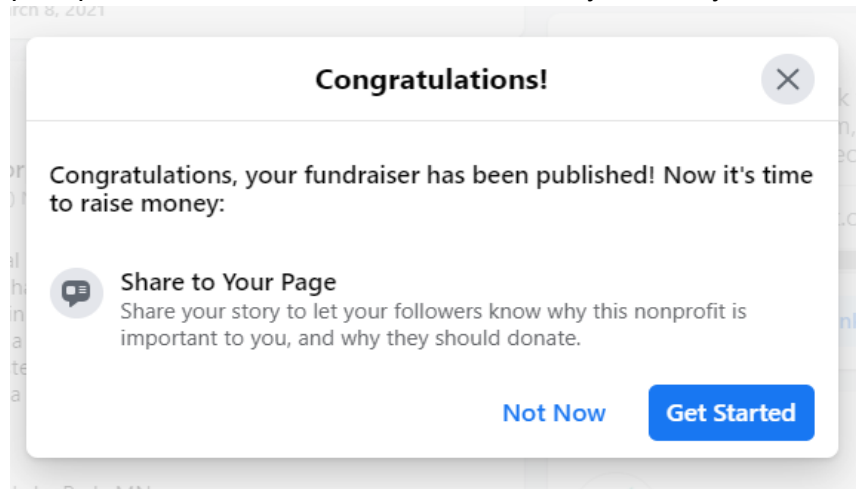 rch 8, 2021
Congratulations!
Congratulations, your fundraiser has been published! Now it's time
to raise money:
Share to Your Page
Share your story to let your followers know why this nonprofit is
important to you, and why they should donate.
Not Now
Get Started